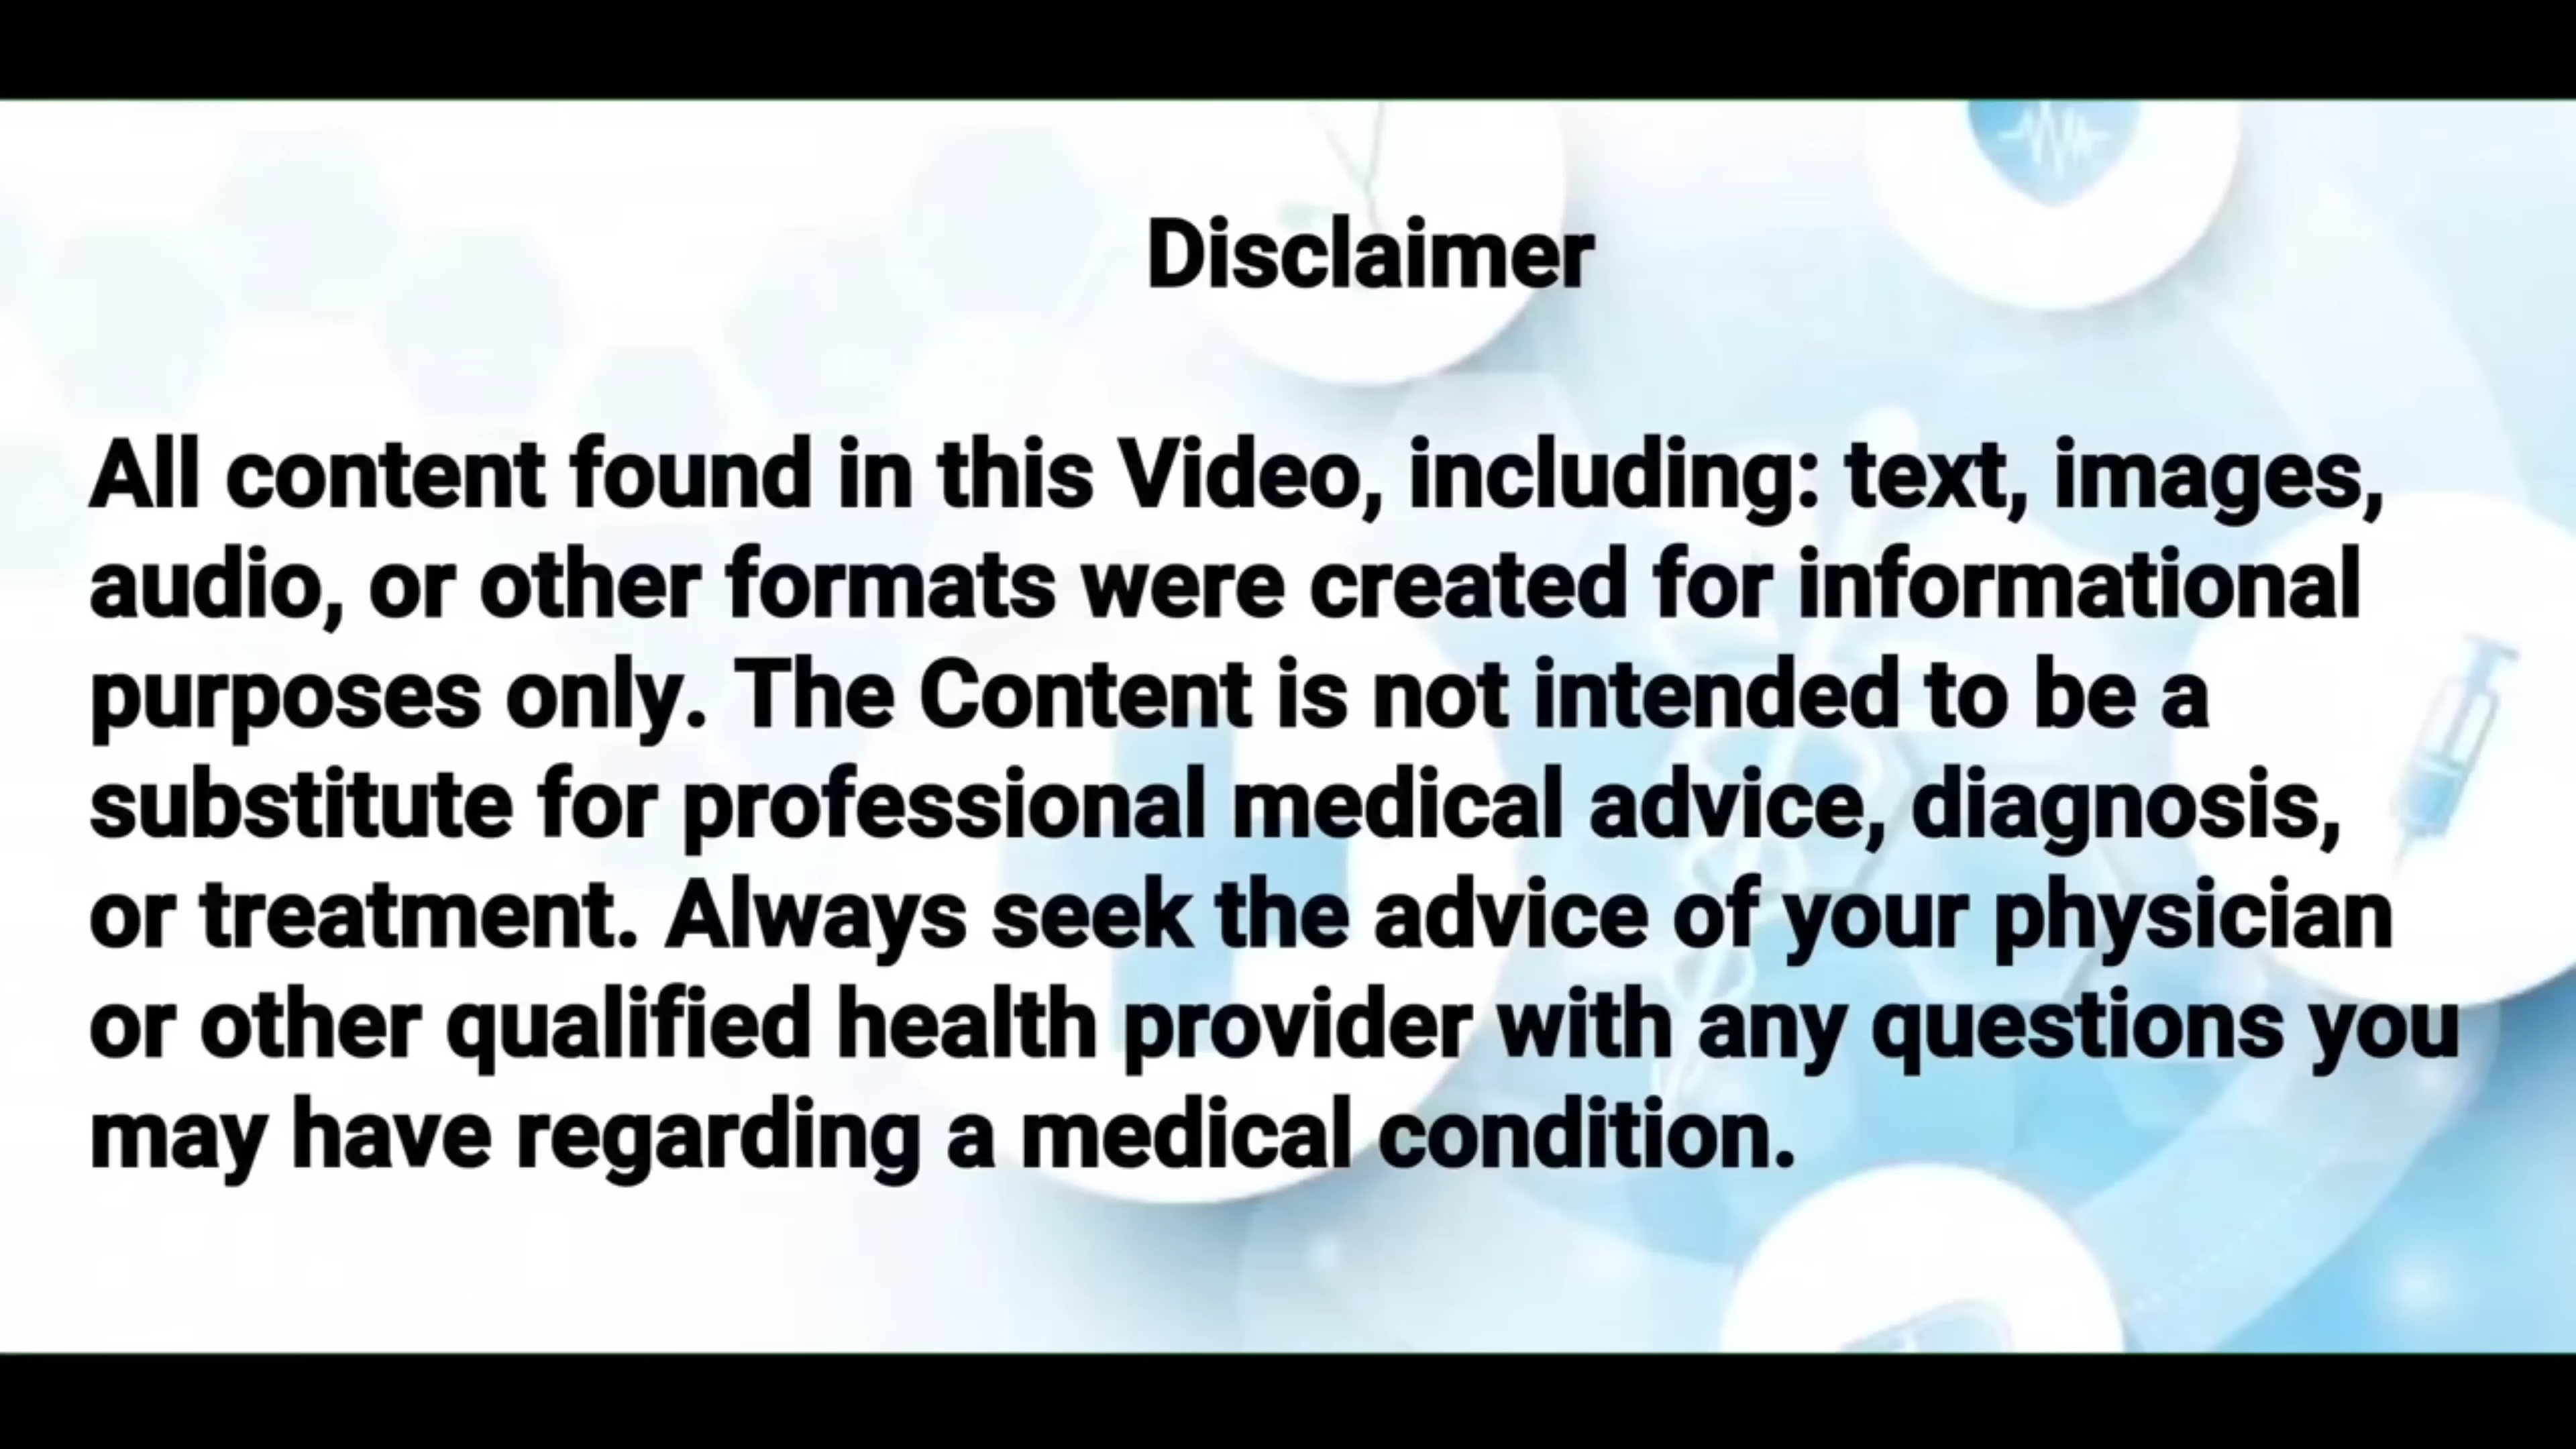 Disclaimer
All content found in this Video, including: text, images,
audio, or other formats were created for informational
purposes only. The Content is not intended to be a
substitute for professional medical advice, diagnosis,
or treatment. Always seek the advice of your physician
or other qualified health provider with any questions you
may have regarding a medical condition.